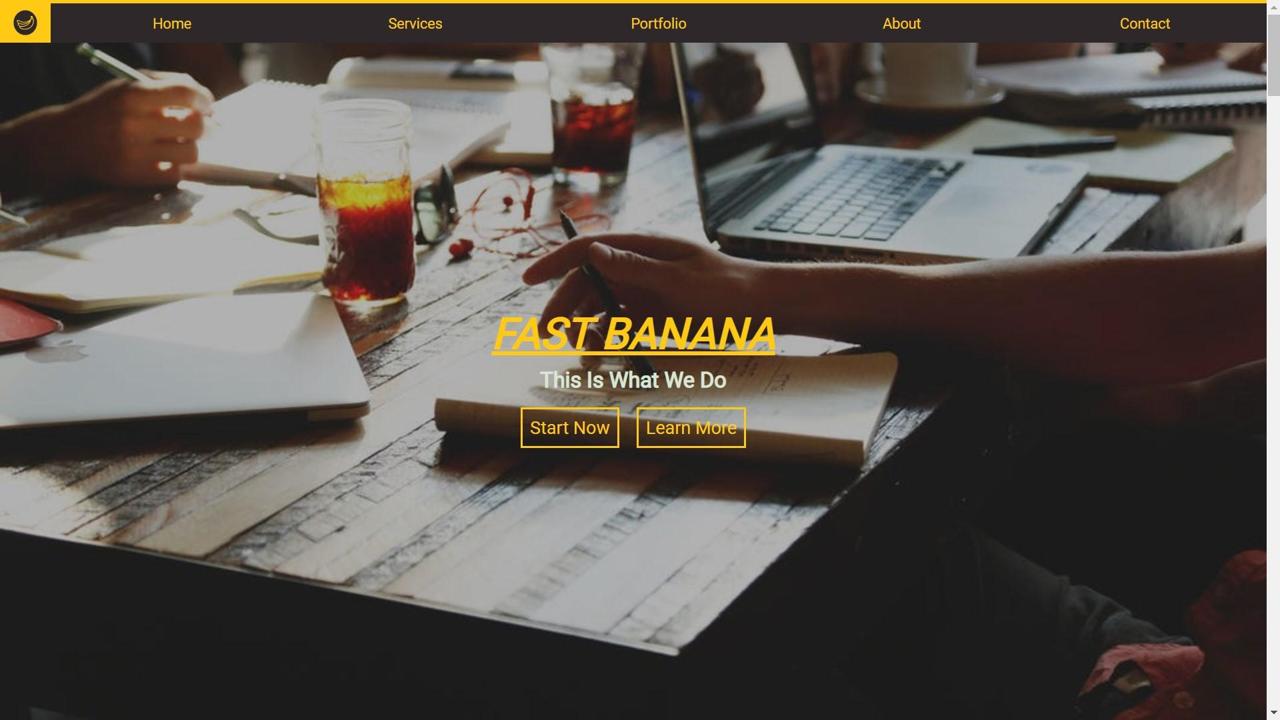 Home Services Portfolio About Contact
FAST BANANA
This Is What We Do
Start Now Learn More